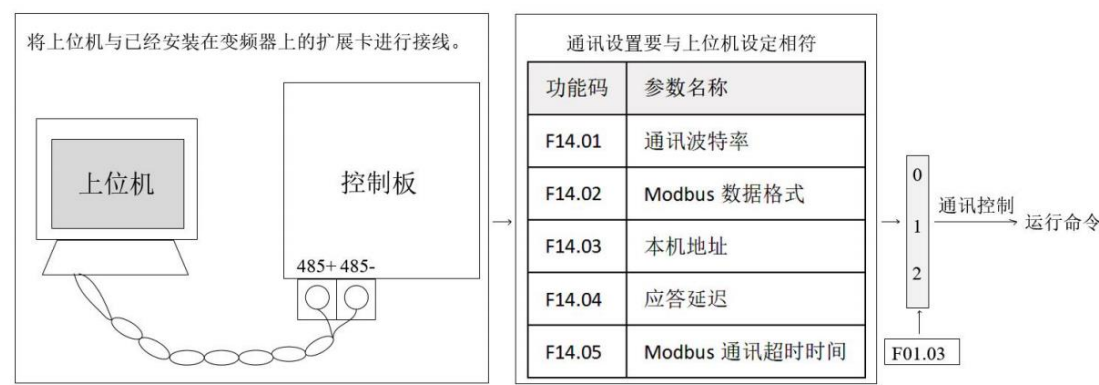 将上位机与已经安装在变频器上的扩展卡进行接线。
上位机
控制板
485+ 485-
通讯设置要与上位机设定相符
功能码 参数名称
F14.01 通讯波特率
F14.02 Modbus 数据格式
F14.03 本机地址
F14.04 应答延迟
F14.05 Modbus 通讯超时时间
0
1
2
通讯控制
运行命令
F01.03